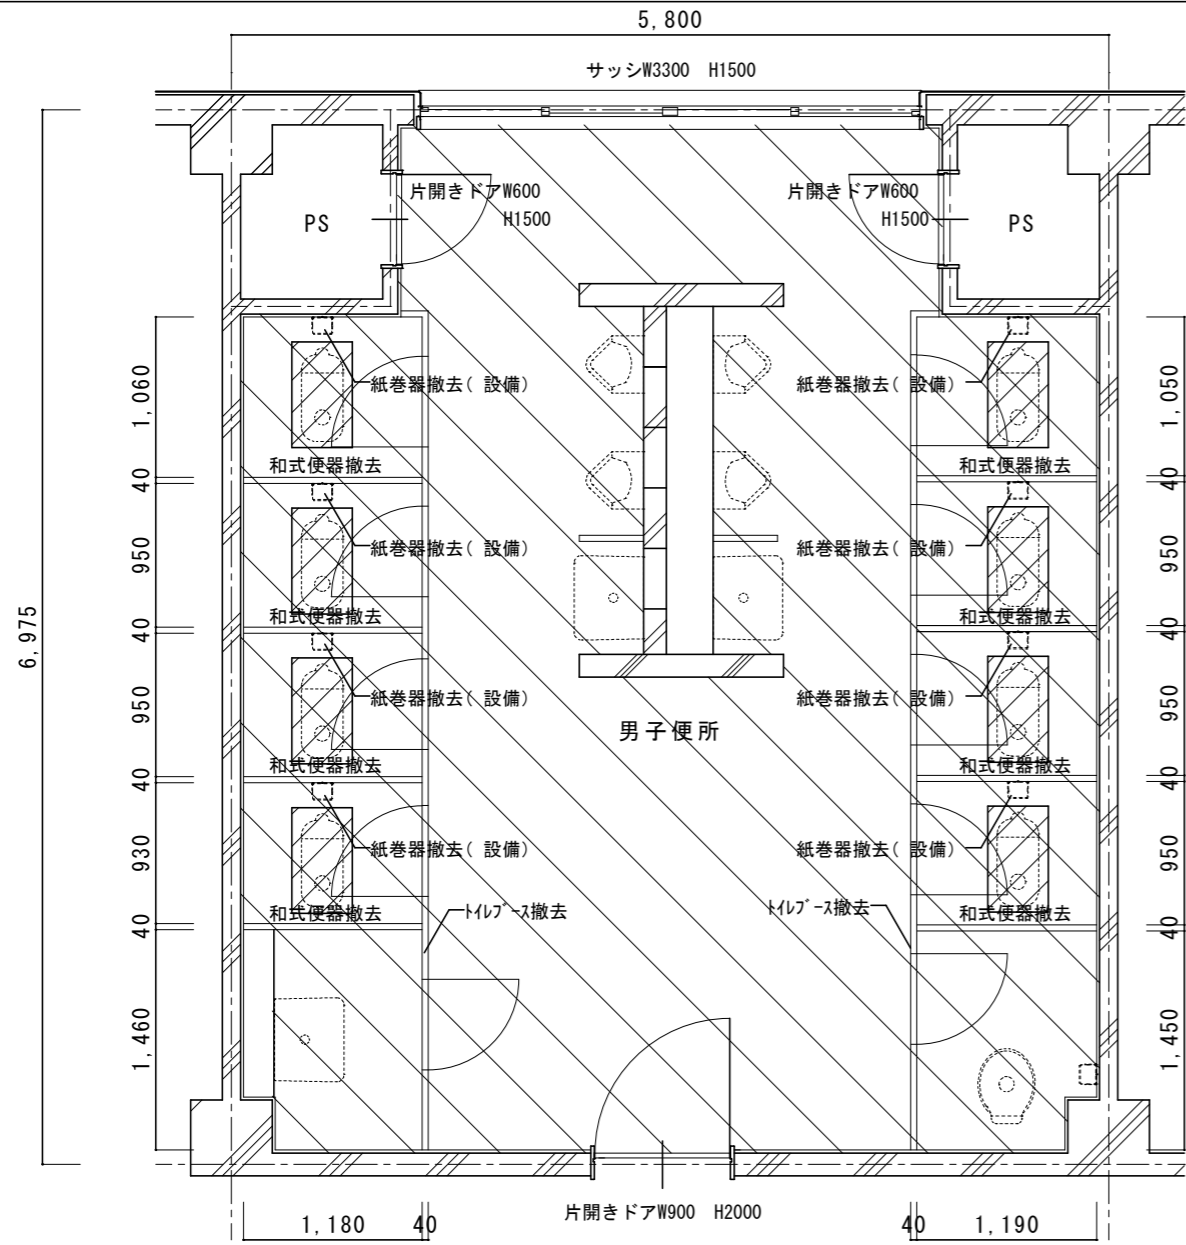 5,800
サッシW3300 H1500
片開きドアW600
H1500
片開きドアW600
H1500
PS
PS
6,975
1,060
40
950
40
950
40
930
40
1,460
紙巻器撤去( 設備)
和式便器撤去
紙巻器撤去( 設備)
和式便器撤去
紙巻器撤去( 設備)
和式便器撤去
紙巻器撤去( 設備)
和式便器撤去
ﾄｲﾚﾌﾞｰｽ撤去
男子便所
紙巻器撤去( 設備)
和式便器撤去
紙巻器撤去( 設備)
和式便器撤去
紙巻器撤去( 設備)
和式便器撤去
紙巻器撤去( 設備)
和式便器撤去
ﾄｲﾚﾌﾞｰｽ撤去
1,050
40
950
40
950
40
950
40
1,450
片開きドアW900 H2000
1,180
40
40
1,190